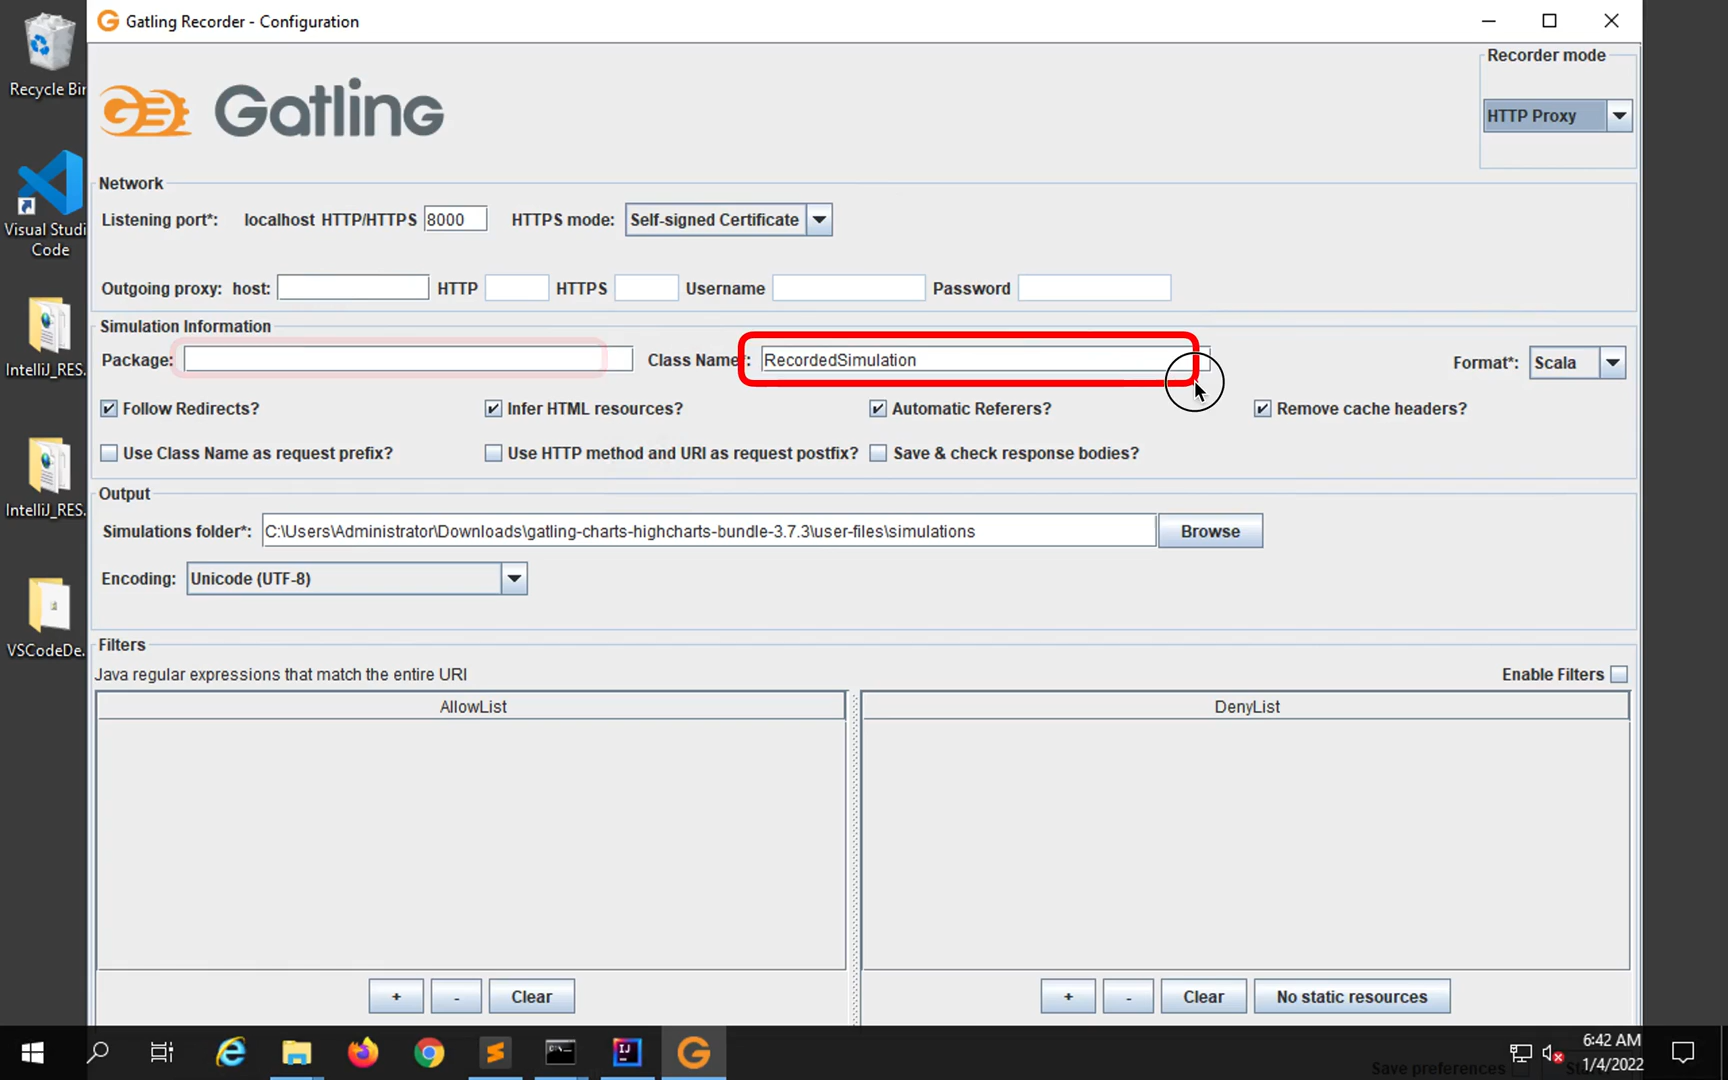 Recycle Bin
Visual Studi
Code
IntelliJ_RES.
IntelliJ_RES.
VSCodeDe.
Gatling Recorder - Configuration
Gatling
Recorder mode
HTTP Proxy
Network
Listening port*: localhost HTTP/HTTPS 8000 HTTPS mode: Self-signed Certificate
Outgoing proxy: host: HTTP HTTPS Username Password
Simulation Information
Package: Class Name*: RecordedSimulation Format*: Scala
Follow Redirects? Infer HTML resources? Automatic Referers? Remove cache headers?
Use Class Name as request prefix? Use HTTP method and URI as request postfix? Save & check response bodies?
Output
Simulations folder*: C:\Users\Administrator\Downloads\gatling-charts-highcharts-bundle-3.7.3\user-files\simulations Browse
Encoding: Unicode (UTF-8)
Filters
Java regular expressions that match the entire URI Enable Filters
AllowList DenyList
+ - Clear + - Clear No static resources
Save preferences
6:42 AM
1/4/2022